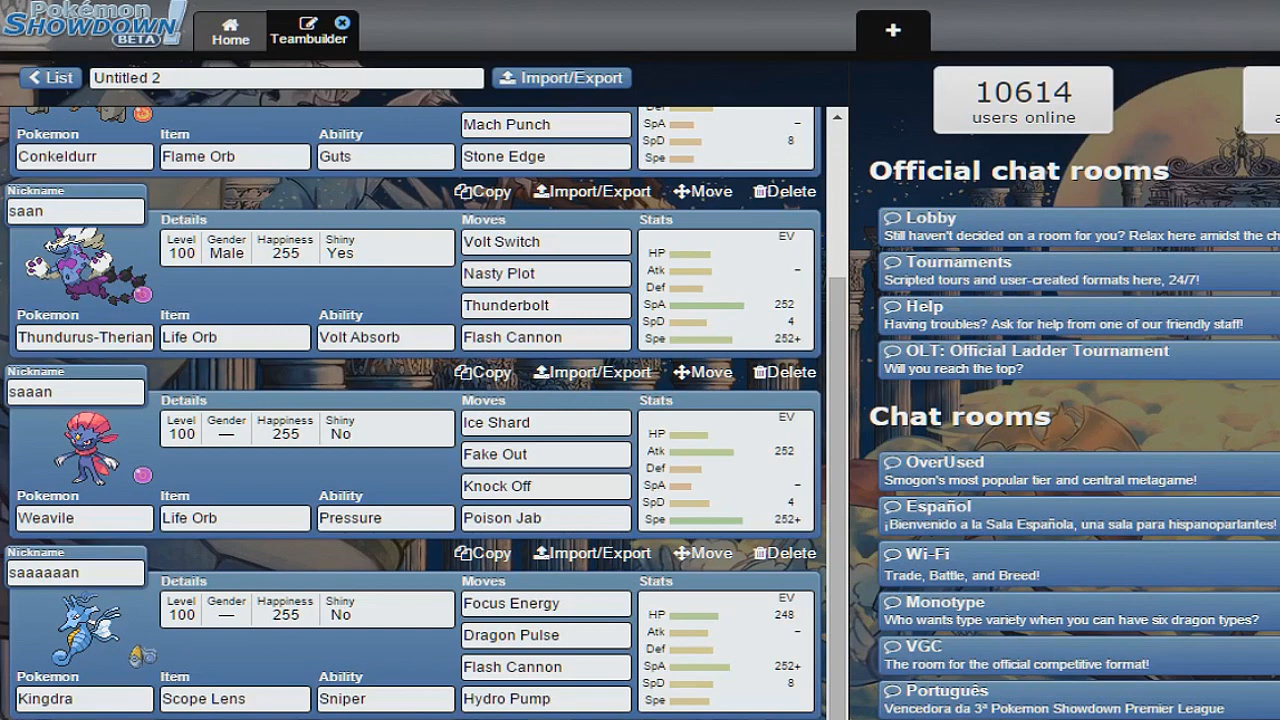 Pokémon
SHOWDOWN!
BETA
Home
Teambuilder
+
List
Untitled 2
Import/Export
Pokemon
Item
Ability
Conkeldurr
Flame Orb
Guts
Mach Punch
Stone Edge
Def
SpA –
SpD 8
Spe
Nickname
saan
Copy Import/Export Move Delete
Details
Moves
Stats
Level Gender Happiness Shiny
100 Male 255 Yes
Volt Switch
Nasty Plot
Thunderbolt
Flash Cannon
EV
HP
Atk –
Def
SpA 252
SpD 4
Spe 252+
Pokemon
Item
Ability
Thundurus-Therian
Life Orb
Volt Absorb
Nickname
saaan
Copy Import/Export Move Delete
Details
Moves
Stats
Level Gender Happiness Shiny
100 — 255 No
Ice Shard
Fake Out
Knock Off
Poison Jab
EV
HP
Atk 252
Def
SpA –
SpD 4
Spe 252+
Pokemon
Item
Ability
Weavile
Life Orb
Pressure
Nickname
saaaaaan
Copy Import/Export Move Delete
Details
Moves
Stats
Level Gender Happiness Shiny
100 — 255 No
Focus Energy
Dragon Pulse
Flash Cannon
Hydro Pump
EV
HP 248
Atk –
Def
SpA 252+
SpD 8
Spe
Pokemon
Item
Ability
Kingdra
Scope Lens
Sniper
10614
users online
Official chat rooms
Lobby
Still haven't decided on a room for you? Relax here amidst the
Tournaments
Scripted tours and user-created formats here, 24/7!
Help
Having troubles? Ask for help from one of our friendly staff!
OLT: Official Ladder Tournament
Will you reach the top?
Chat rooms
OverUsed
Smogon's most popular tier and central metagame!
Español
¡Bienvenido a la Sala Española, una sala para hispanoparlantes!
Wi-Fi
Trade, Battle, and Breed!
Monotype
Who wants type variety when you can have six dragon types?
VGC
The room for the official competitive format!
Português
Vencedora da 3ª Pokemon Showdown Premier League